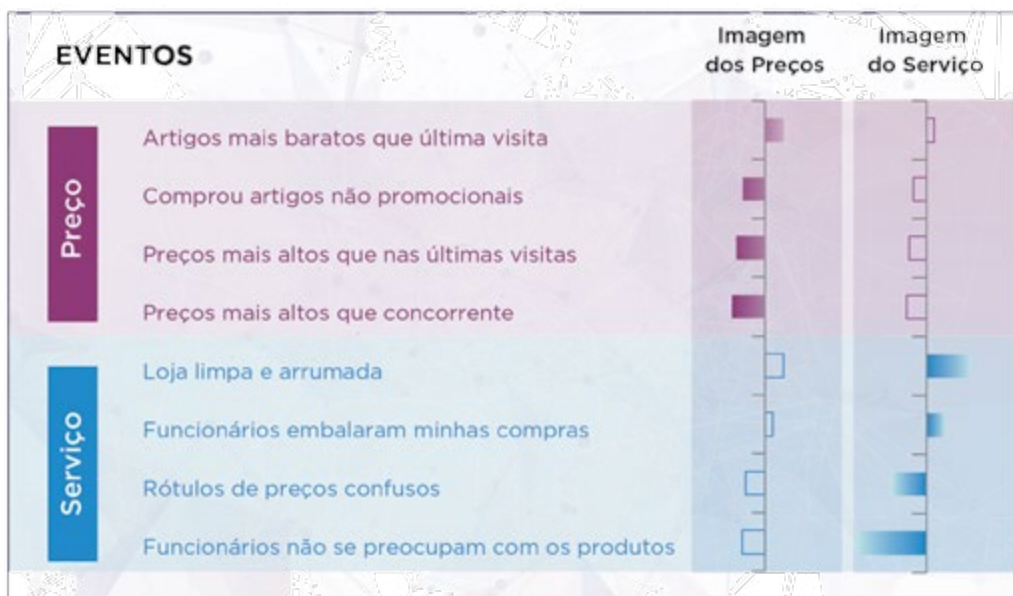 EVENTOS
Imagem
dos Preços
Imagem
do Serviço
Preço
Artigos mais baratos que última visita
Comprou artigos não promocionais
Preços mais altos que nas últimas visitas
Preços mais altos que concorrente
Serviço
Loja limpa e arrumada
Funcionários embalaram minhas compras
Rótulos de preços confusos
Funcionários não se preocupam com os produtos